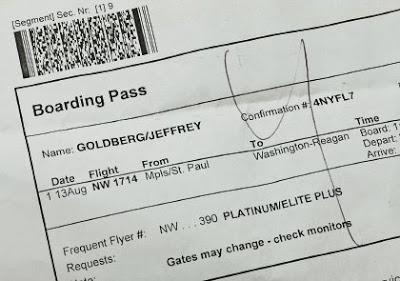 [Segment] Sec. Nr. [1] 9
Boarding Pass
Name: GOLDBERG/JEFFREY
Confirmation #: 4NYFL7
Date Flight From To Time
1 13Aug NW 1714 Mpls/St. Paul Washington-Reagan Board: 1
Depart:
Arrive:
Frequent Flyer #: NW . . . 390 PLATINUM/ELITE PLUS
Requests:
Gates may change - check monitors